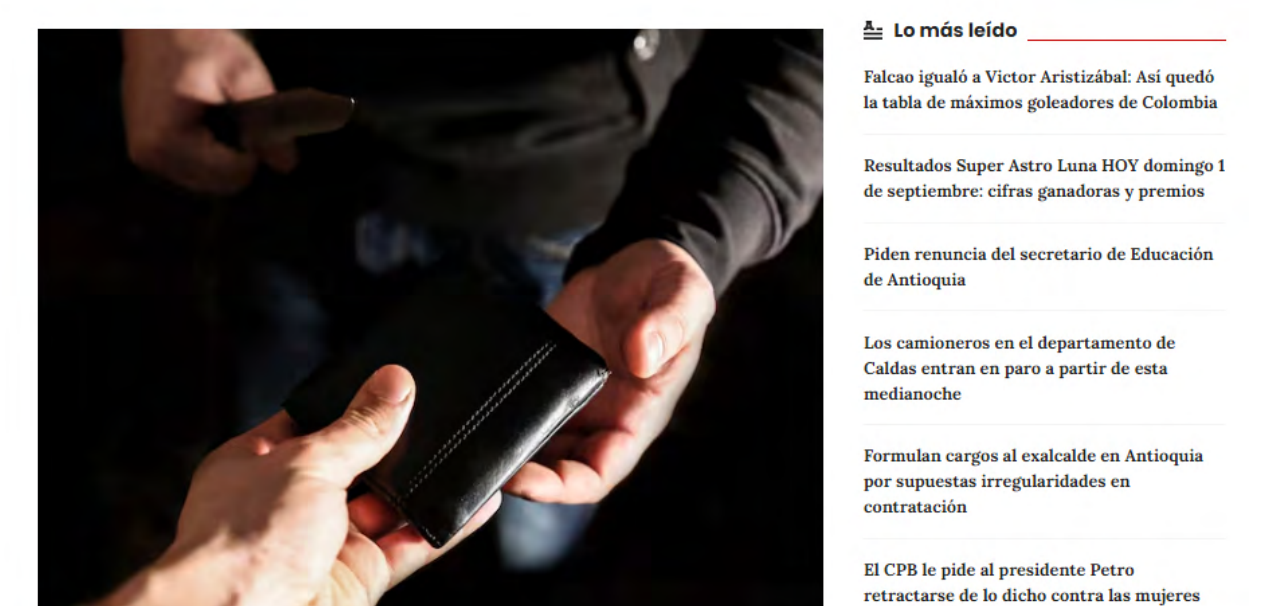 Lo más leído
Falcao igualó a Victor Aristizábal: Así quedó
la tabla de máximos goleadores de Colombia
Resultados Super Astro Luna HOY domingo 1
de septiembre: cifras ganadoras y premios
Piden renuncia del secretario de Educación
de Antioquia
Los camioneros en el departamento de
Caldas entran en paro a partir de esta
medianoche
Formulan cargos al exalcalde en Antioquia
por supuestas irregularidades en
contratación
El CPB le pide al presidente Petro
retractarse de lo dicho contra las mujeres